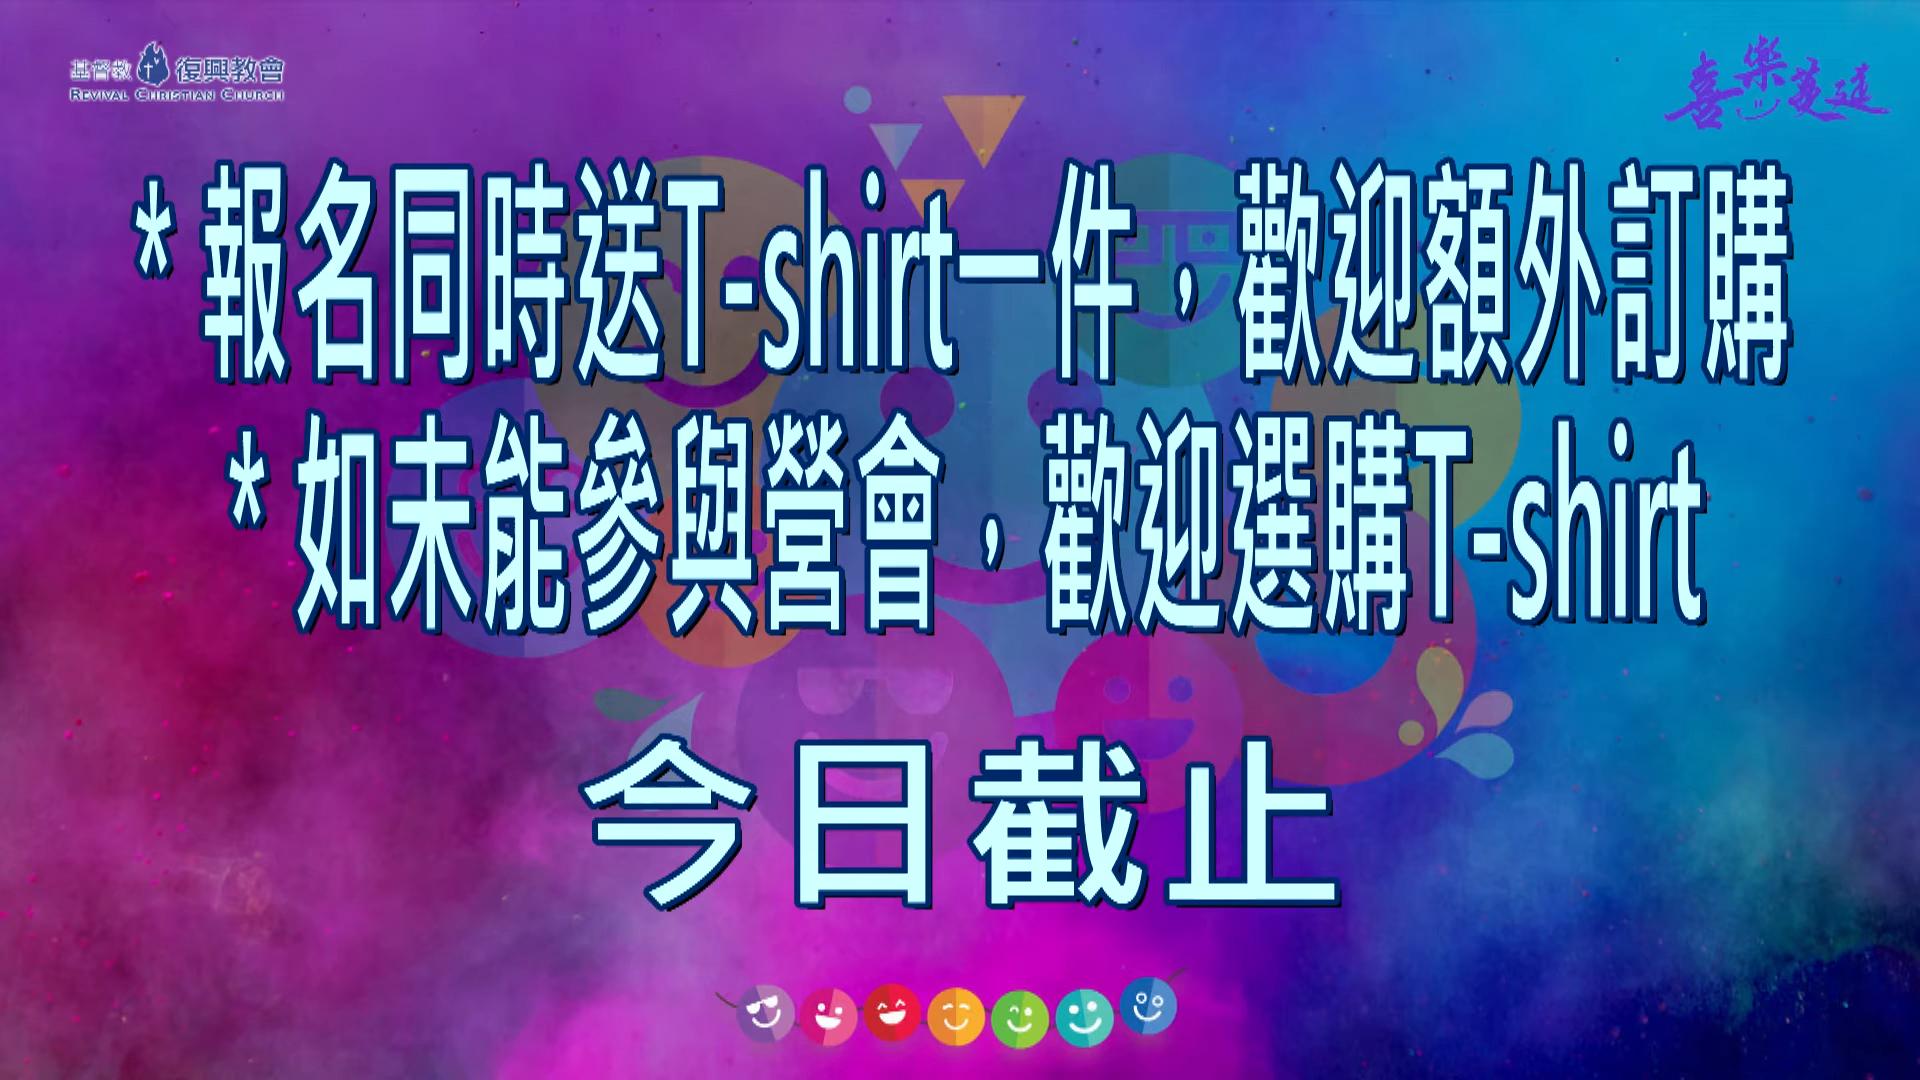 基督教 復興教會
REVIVAL CHRISTIAN CHURCH
喜樂麥達
* 報名同時送T-shirt一件，歡迎額外訂購
* 如未能參與營會，歡迎選購T-shirt
今日截止